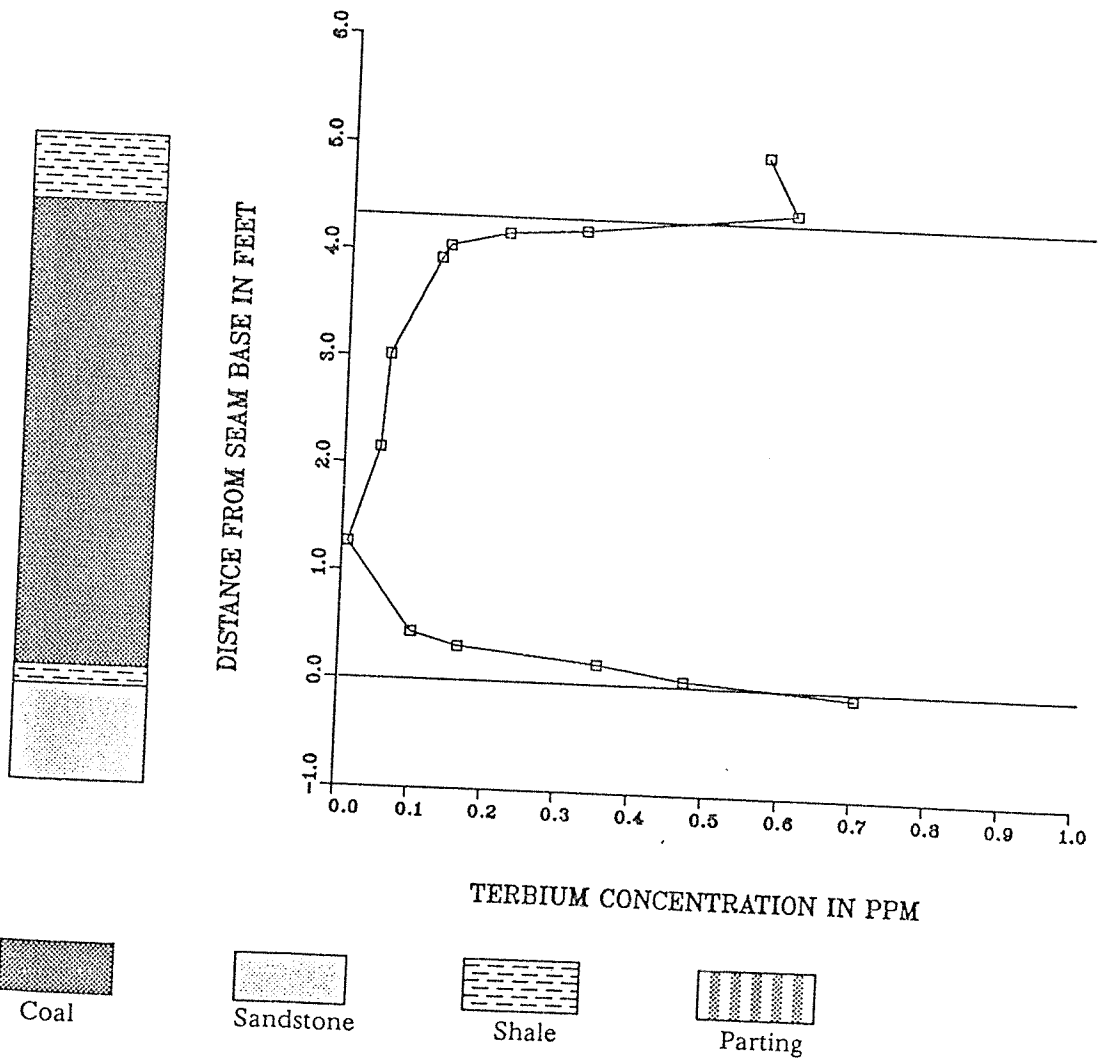 6.0
5.0
4.0
3.0
2.0
1.0
0.0
-1.0
DISTANCE FROM SEAM BASE IN FEET
0.0 0.1 0.2 0.3 0.4 0.5 0.6 0.7 0.8 0.9 1.0
TERBIUM CONCENTRATION IN PPM
Coal
Sandstone
Shale
Parting